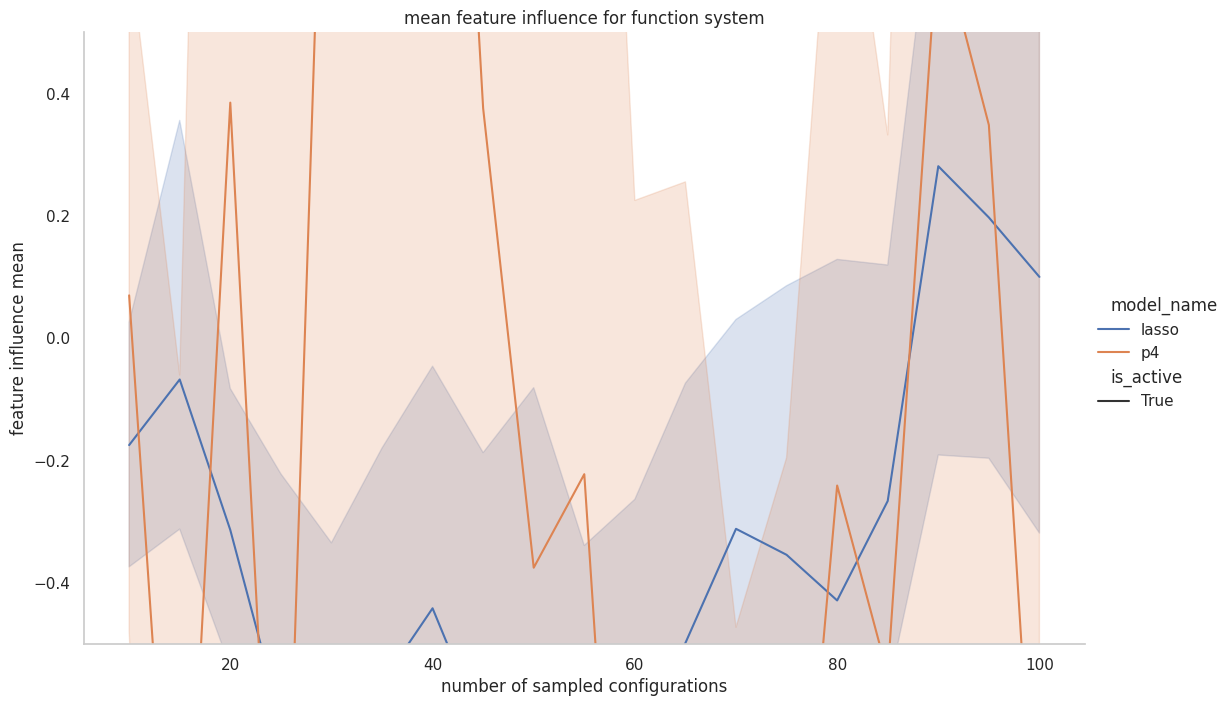 mean feature influence for function system
feature influence mean
0.4
0.2
0.0
−0.2
−0.4
20
40
60
80
100
number of sampled configurations
model_name
lasso
p4
is_active
True